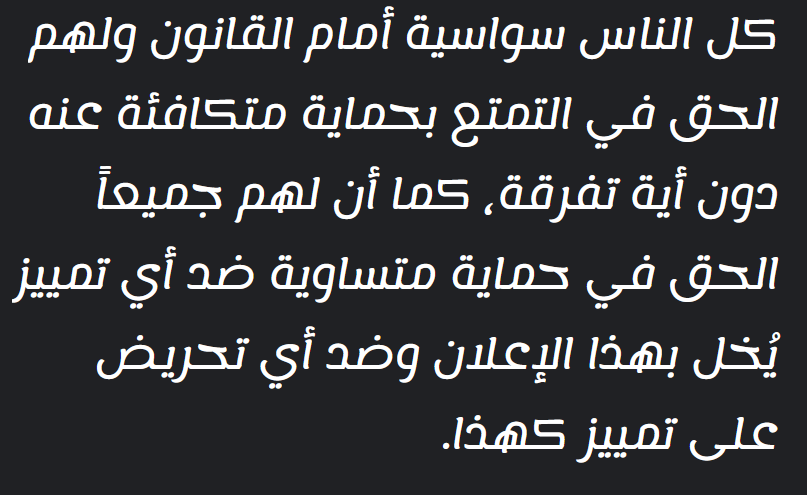 كل الناس سواسية أمام القانون ولهم
الحق في التمتع بحماية متكافئة عنه
دون أية تفرقة، كما أن لهم جميعاً
الحق في حماية متساوية ضد أي تمييز
يُخل بهذا الإعلان وضد أي تحريض
على تمييز كهذا.